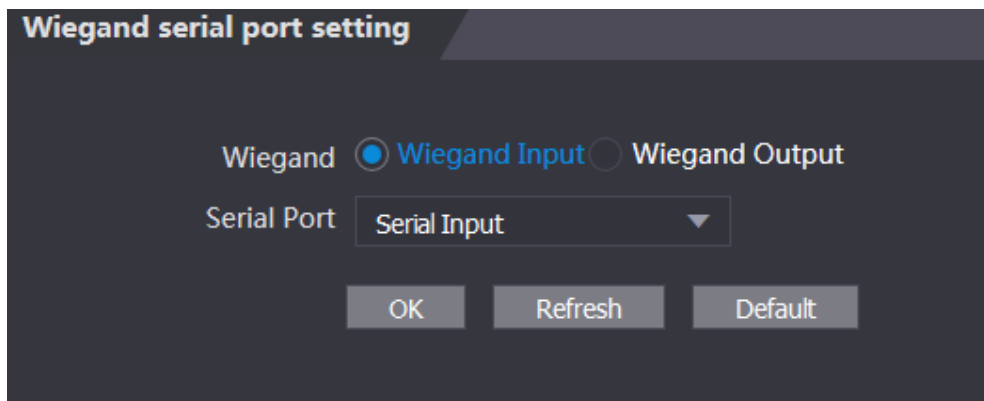 Wiegand serial port setting
Wiegand Wiegand Input Wiegand Output
Serial Port Serial Input
OK Refresh Default